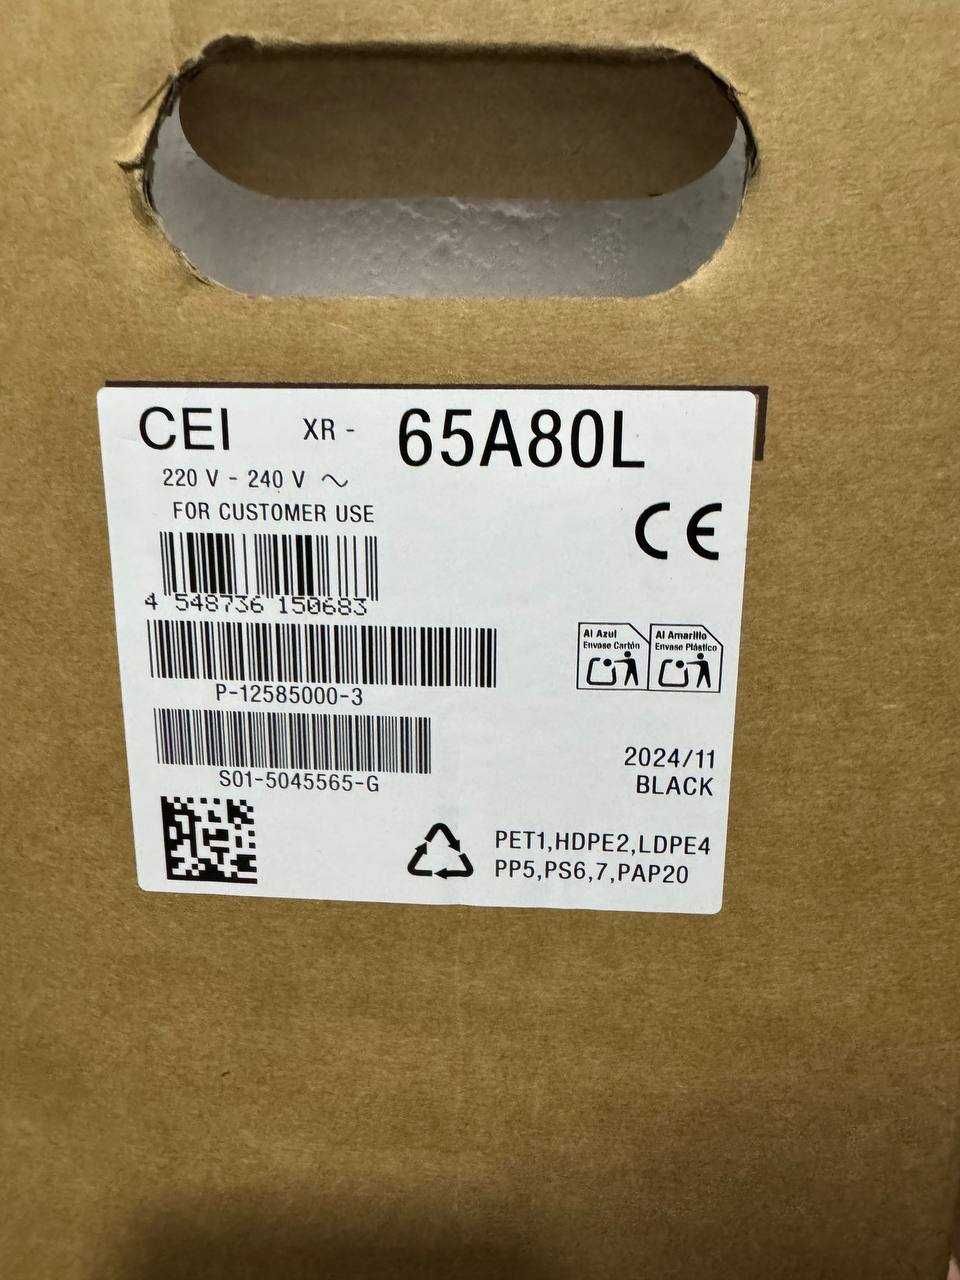 CEI XR - 65A80L
220 V - 240 V ~
FOR CUSTOMER USE
CE
4 548736 150683
Al Azul
Envase Cartón
Al Amarillo
Envase Plástico
P-12585000-3
2024/11
S01-5045565-G
BLACK
PET1,HDPE2,LDPE4
PP5,PS6,7,PAP20